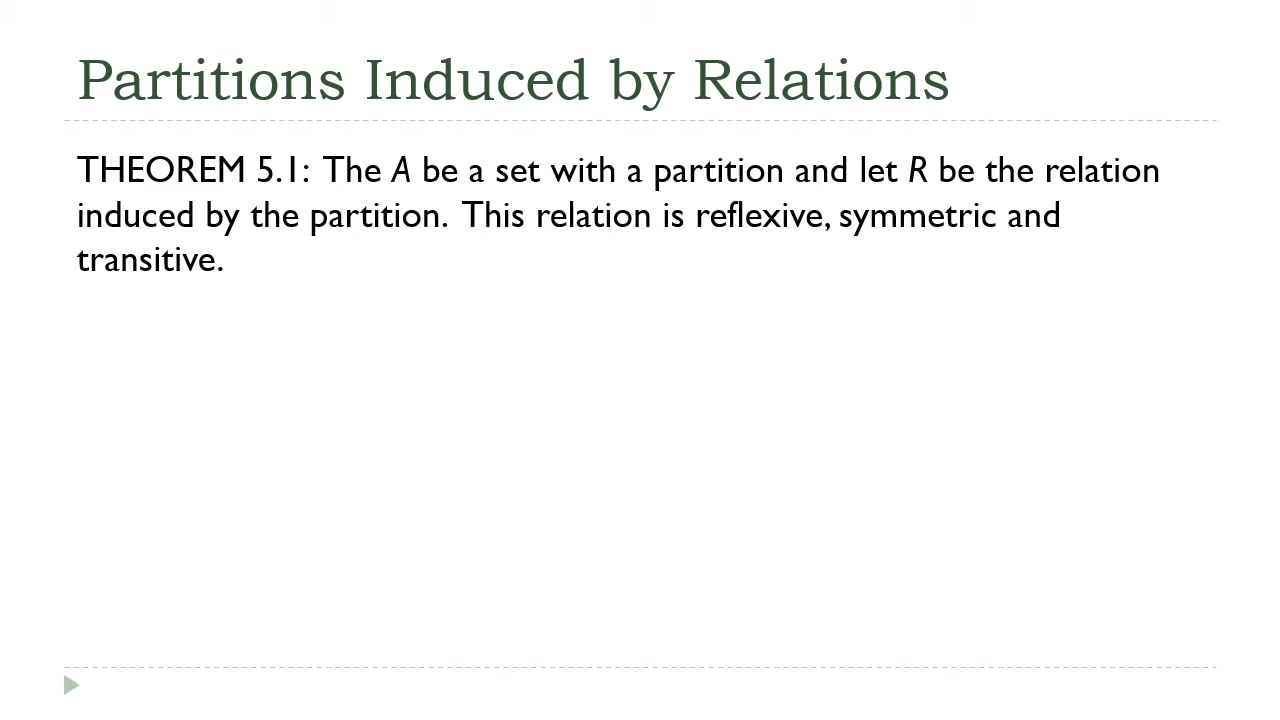 Partitions Induced by Relations
THEOREM 5.1: The A be a set with a partition and let R be the relation
induced by the partition. This relation is reflexive, symmetric and
transitive.